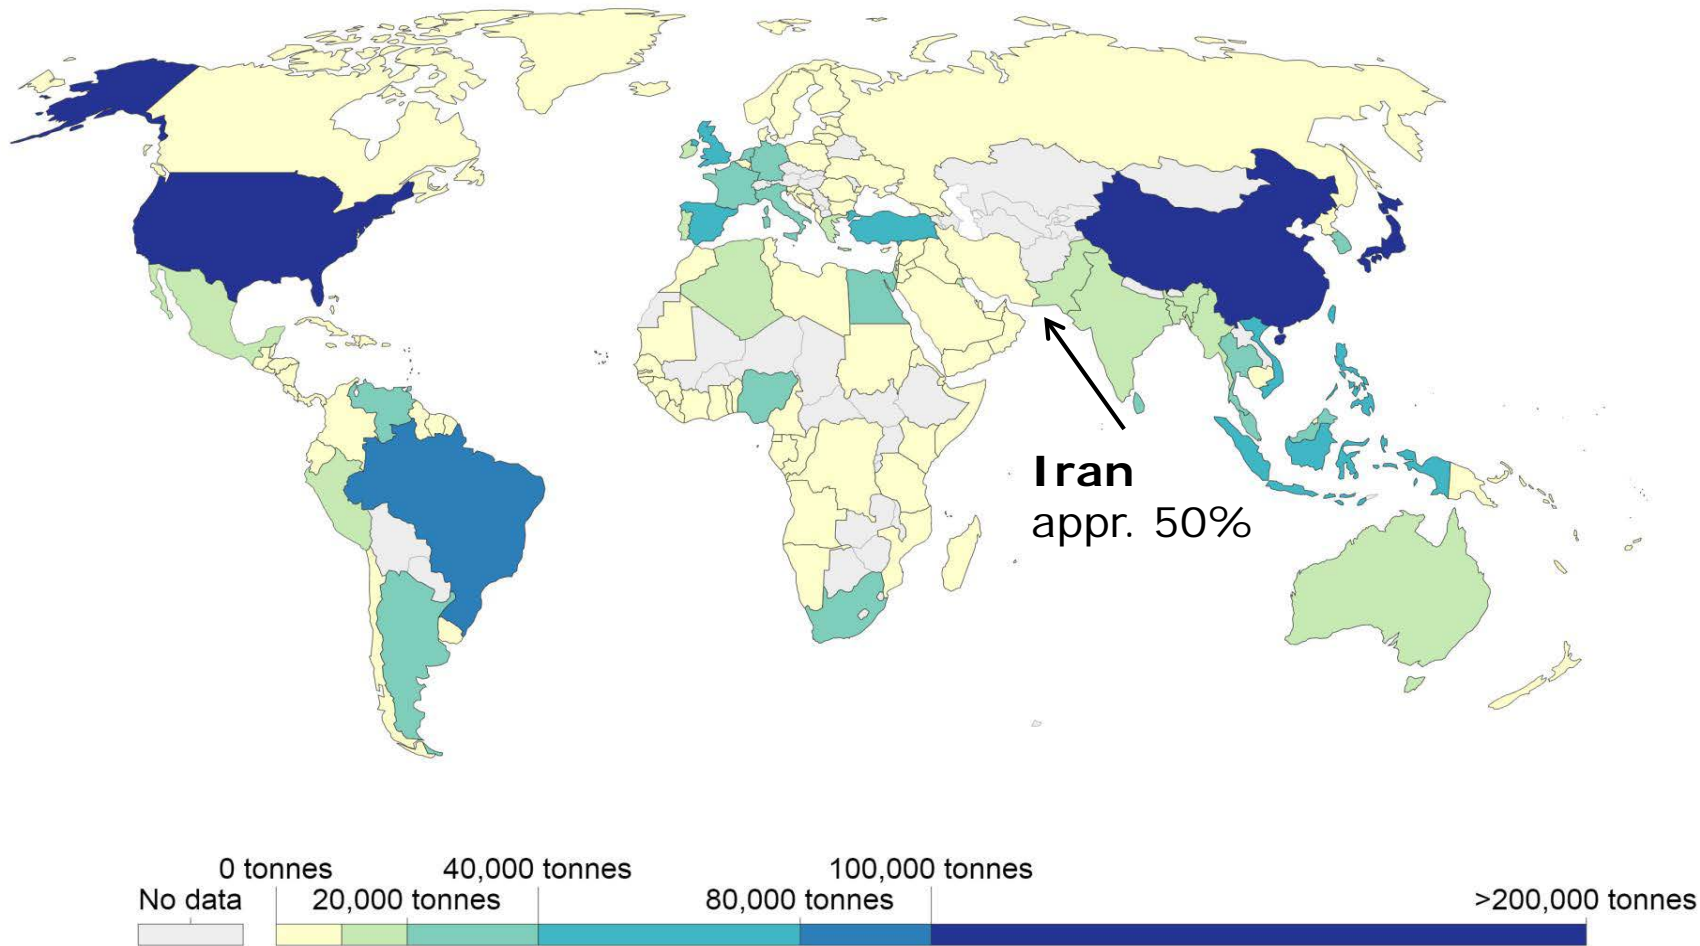 Iran
appr. 50%
0 tonnes 40,000 tonnes 100,000 tonnes
No data 20,000 tonnes 80,000 tonnes >200,000 tonnes